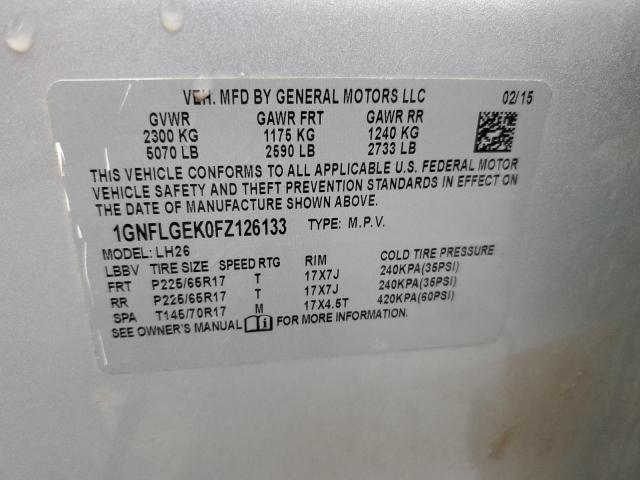 VEH. MFD BY GENERAL MOTORS LLC 02/15
GVWR GAWR FRT GAWR RR
2300 KG 1175 KG 1240 KG
5070 LB 2590 LB 2733 LB
THIS VEHICLE CONFORMS TO ALL APPLICABLE U.S. FEDERAL MOTOR
VEHICLE SAFETY AND THEFT PREVENTION STANDARDS IN EFFECT ON
THE DATE OF MANUFACTURE SHOWN ABOVE.
1GNFLGEK0FZ126133 TYPE: M.P.V.
MODEL: LH26
LBBV TIRE SIZE SPEED RTG RIM COLD TIRE PRESSURE
FRT P225/65R17 T 17X7J 240KPA(35PSI)
RR P225/65R17 T 17X7J 240KPA(35PSI)
SPA T145/70R17 M 17X4.5T 420KPA(60PSI)
SEE OWNER'S MANUAL FOR MORE INFORMATION.